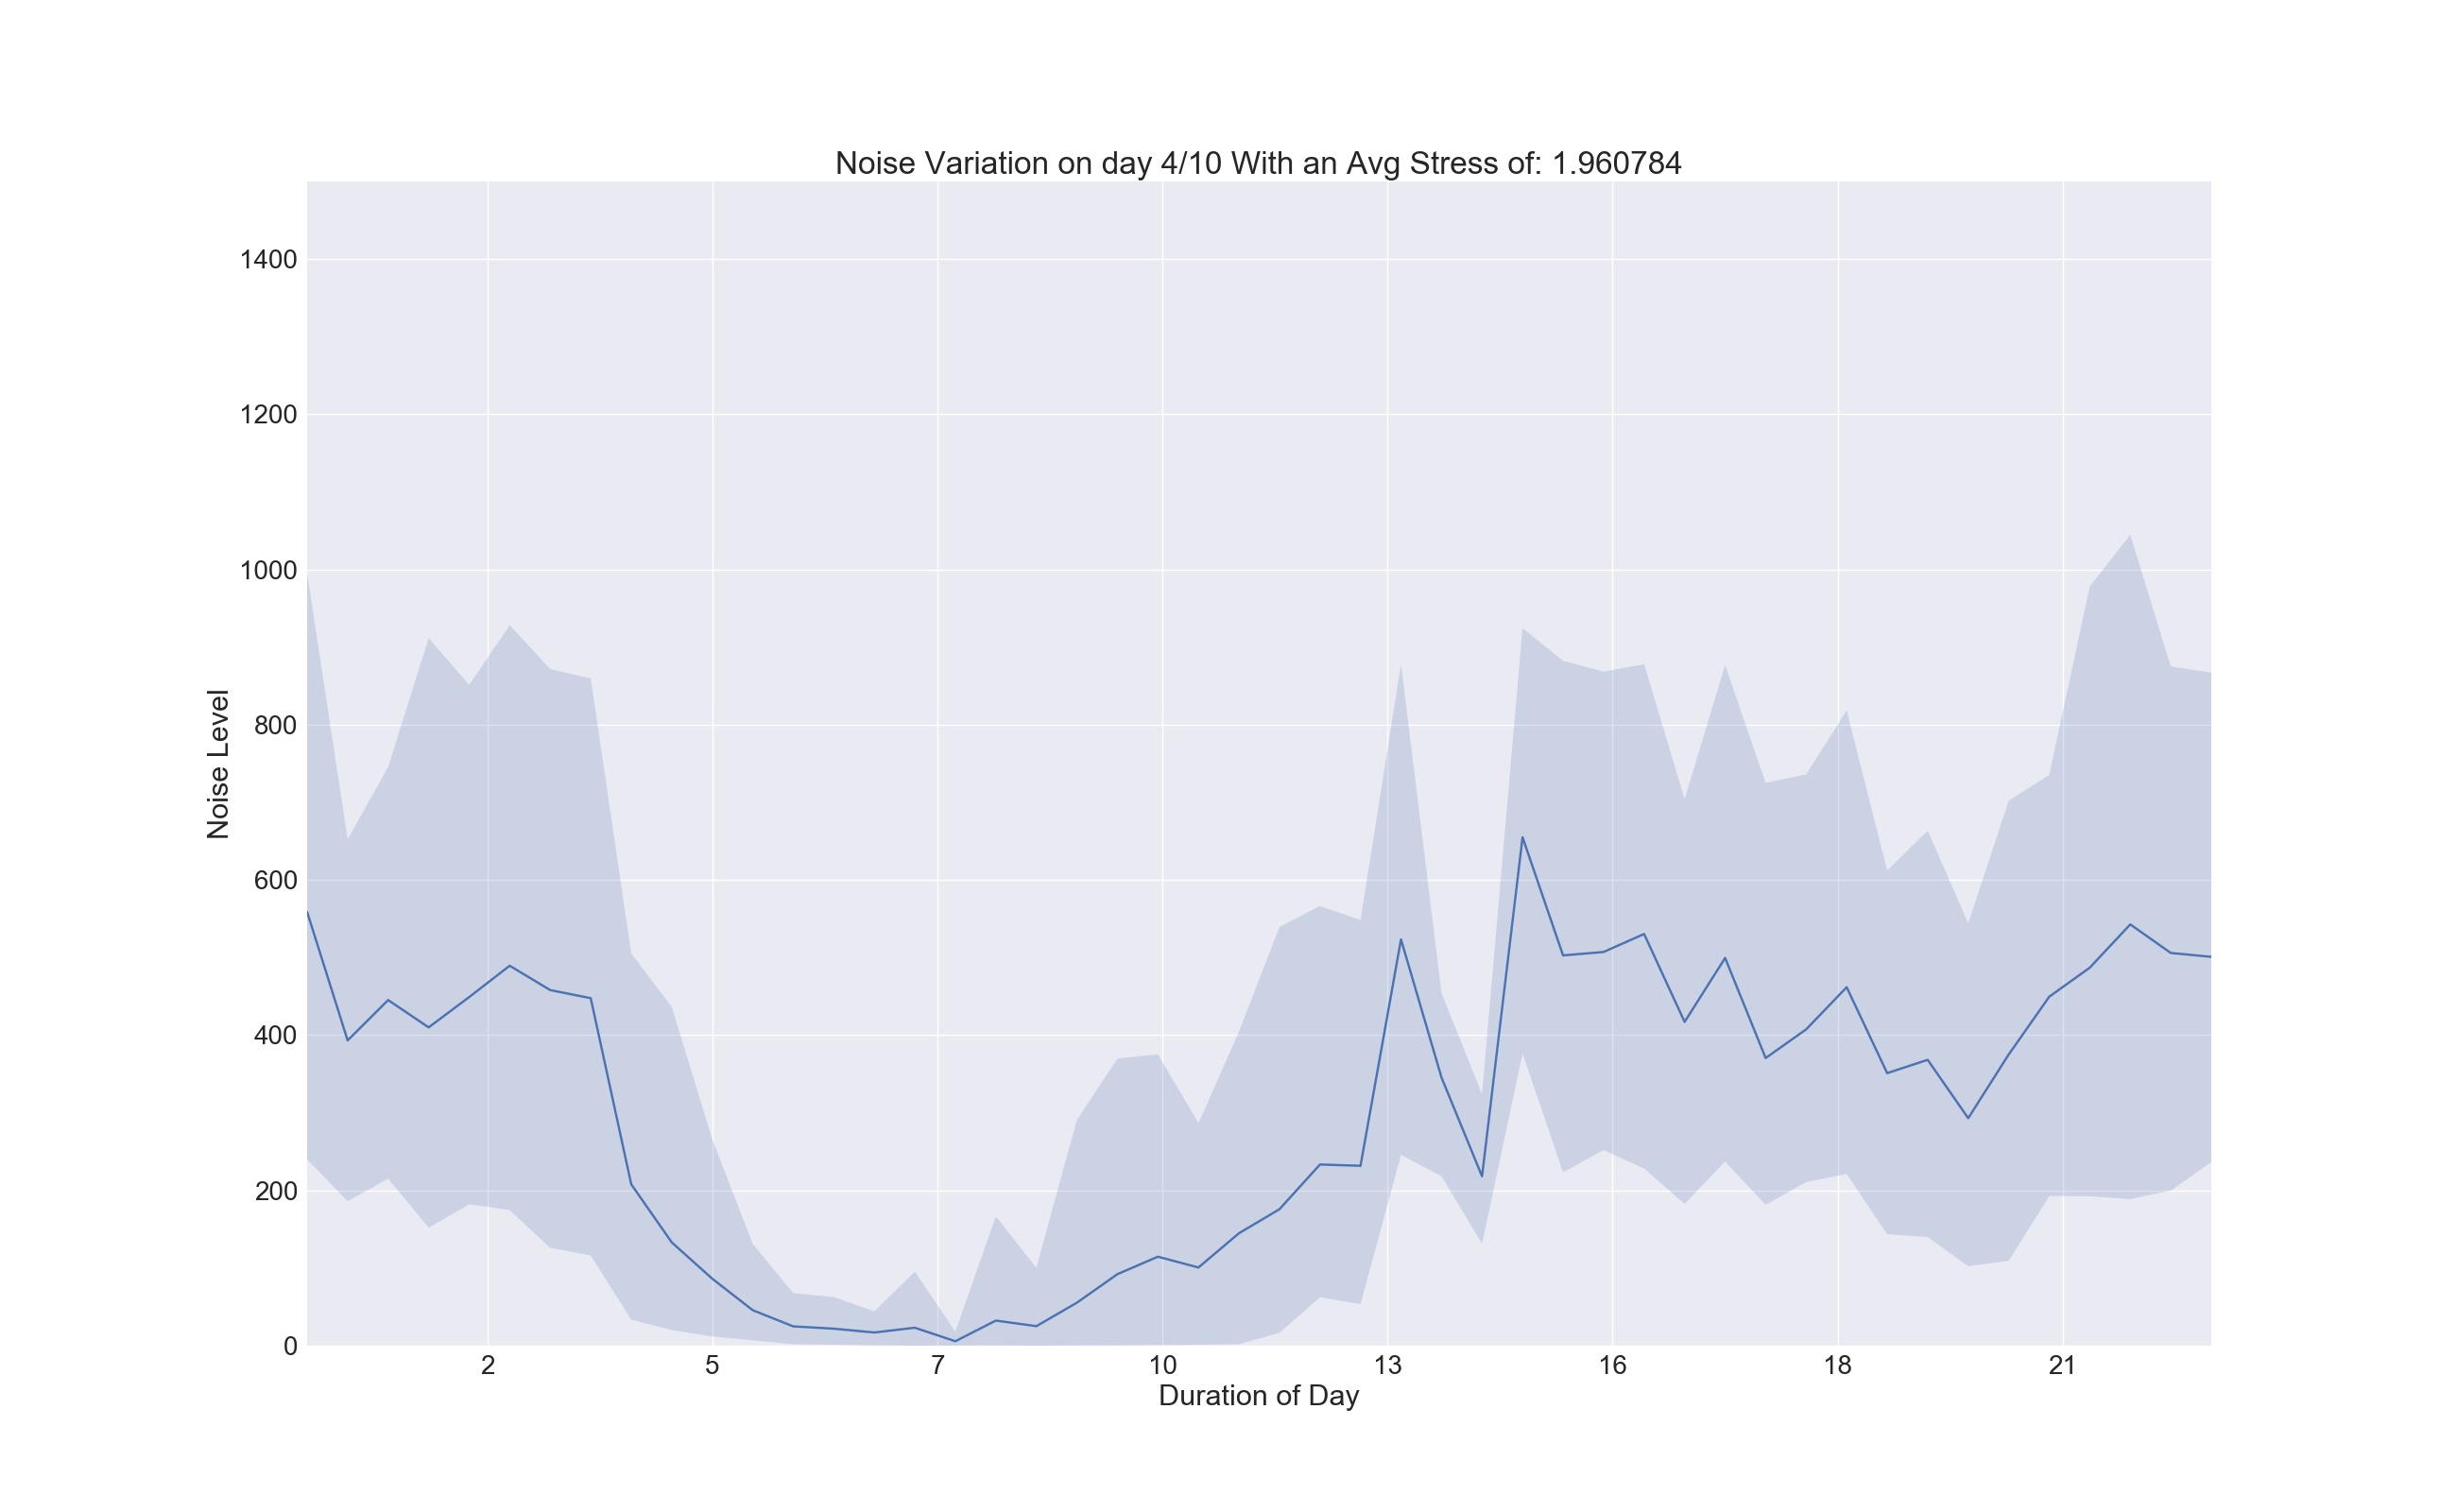 Noise Variation on day 4/10 With an Avg Stress of: 1.960784
1400
1200
1000
800
600
400
200
0
Noise Level
2 5 7 10 13 16 18 21
Duration of Day